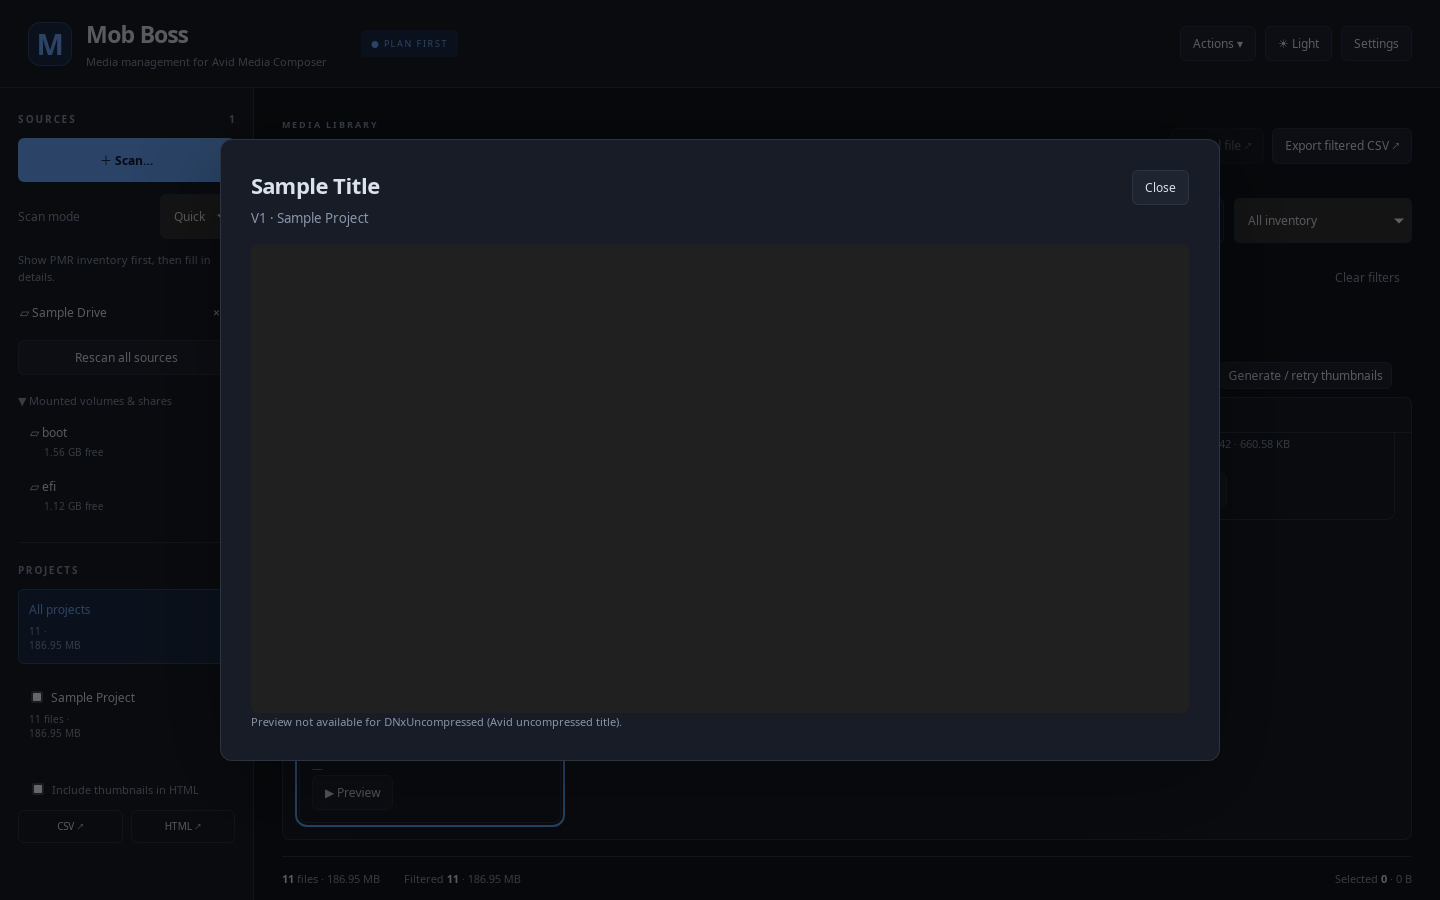 M
Mob Boss
Media management for Avid Media Composer
● PLAN FIRST
Actions ▾
☀ Light
Settings
SOURCES
1
+ Scan...
Scan mode
Quick
Show PMR inventory first, then fill in
details.
Sample Drive
×
Rescan all sources
▼ Mounted volumes & shares
boot
1.56 GB free
efi
1.12 GB free
PROJECTS
All projects
11 ·
186.95 MB
Sample Project
11 files ·
186.95 MB
Include thumbnails in HTML
CSV ↗
HTML ↗
MEDIA LIBRARY
file ↗
Export filtered CSV ↗
All inventory
Clear filters
Generate / retry thumbnails
42 · 660.58 KB
Sample Title
Close
V1 · Sample Project
Preview not available for DNxUncompressed (Avid uncompressed title).
—
▶ Preview
11 files · 186.95 MB
Filtered 11 · 186.95 MB
Selected 0 · 0 B